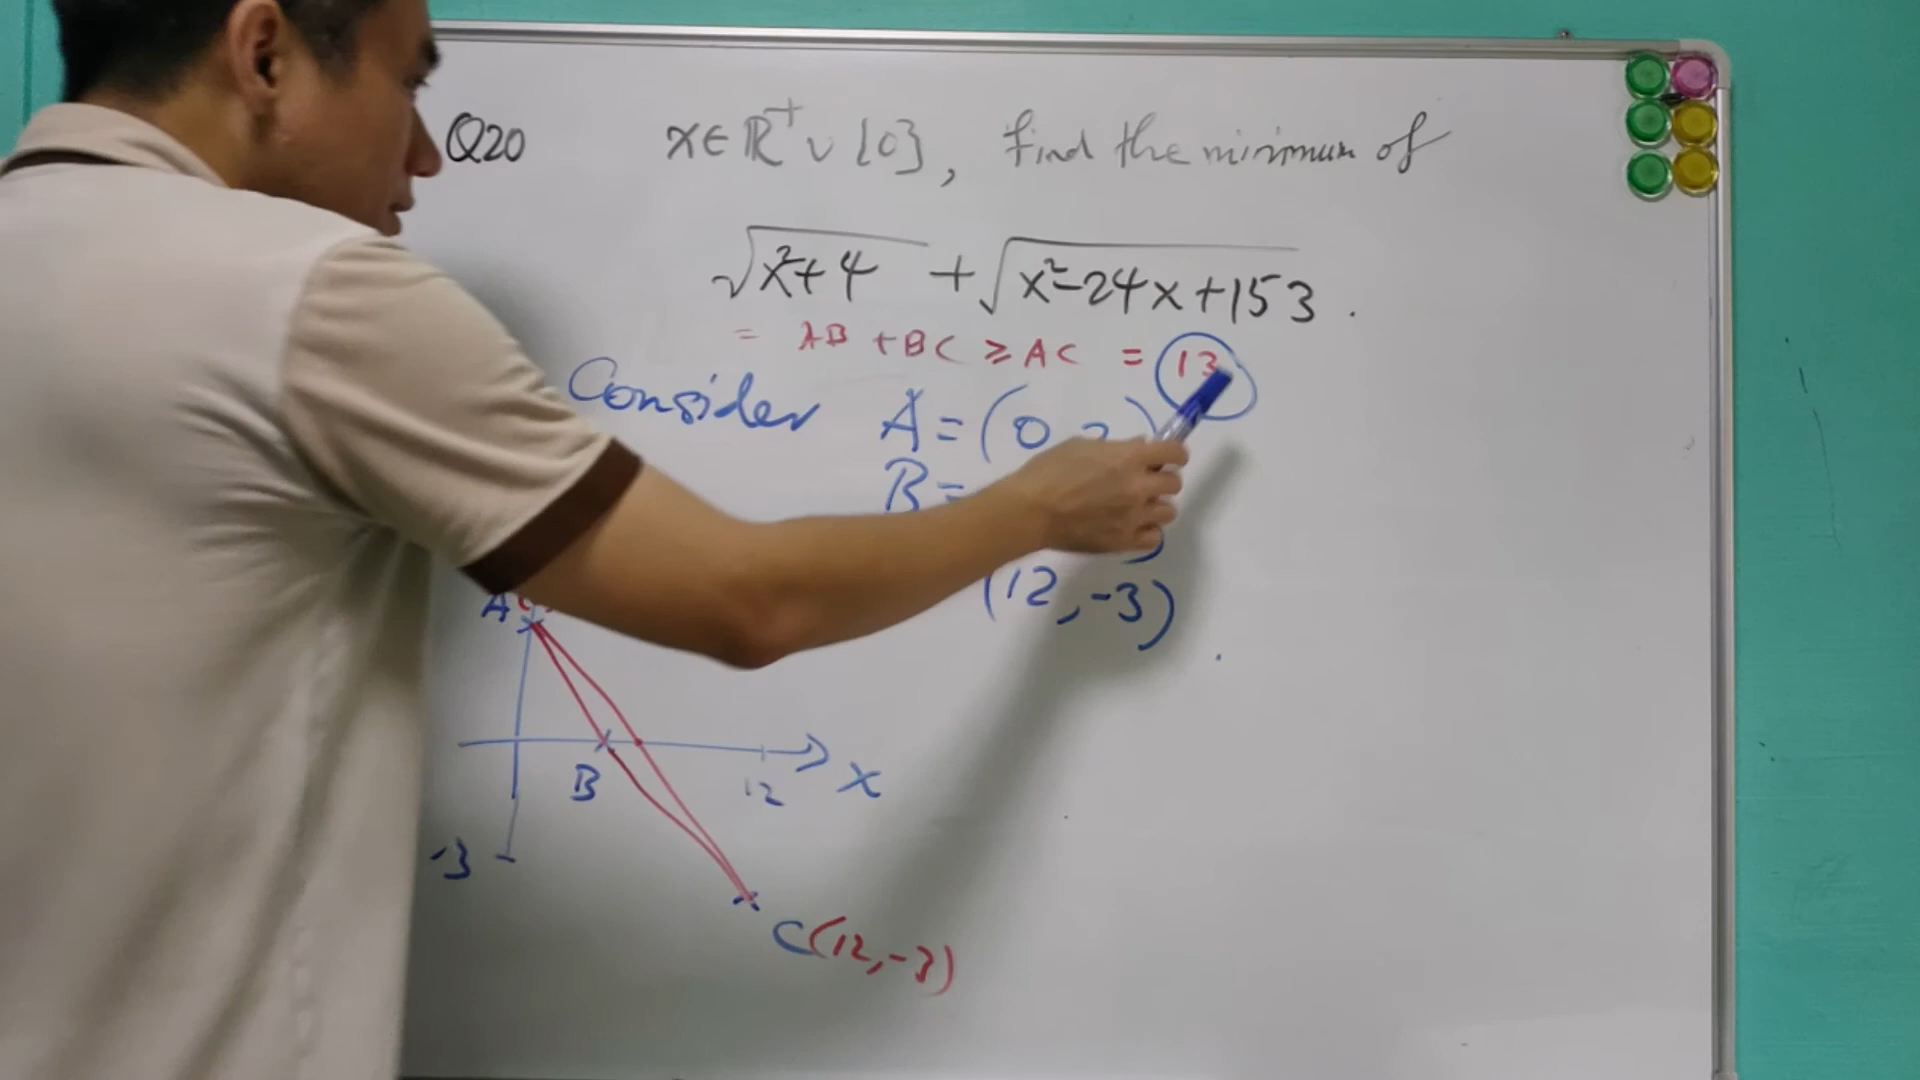 Q20 x∈ℝ⁺∪{0}, find the minimum of
√(x²+4) + √(x²-24x+153).
= AB + BC ≥ AC = 13
Consider A = (0
B =
(12, -3)
A
B 12 x
-3
C(12, -3)